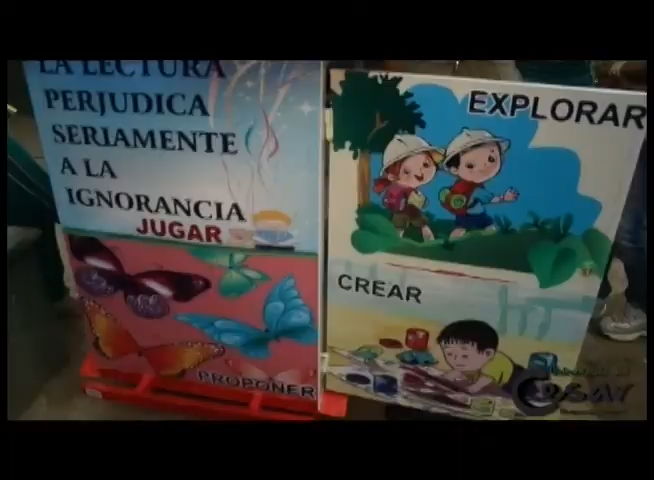 LA LECTURA
PERJUDICA
SERIAMENTE
A LA
IGNORANCIA
JUGAR
PROPONER
EXPLORAR
CREAR